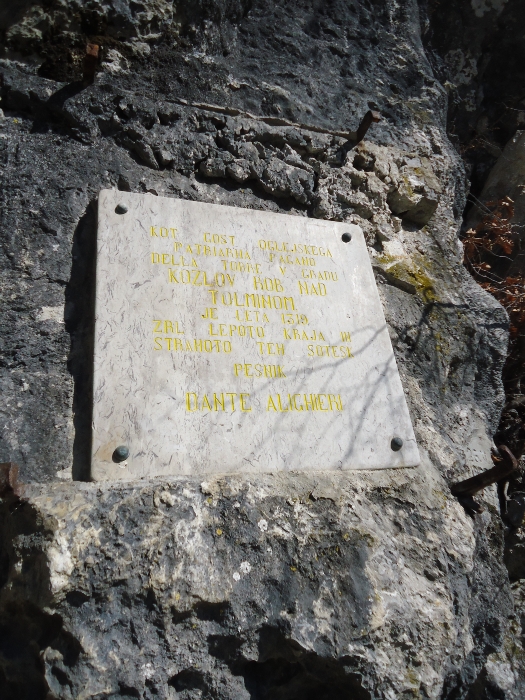 KOT GOST OGLEJSKEGA
PATRIARHA PAGANO
DELLA TORRE V GRADU
KOZLOV ROB NAD
TOLMINOM
JE LETA 1319.
ZRL LEPOTO KRAJA IN
STRAHOTO TEH SOTESK
PESNIK
DANTE ALIGHIERI